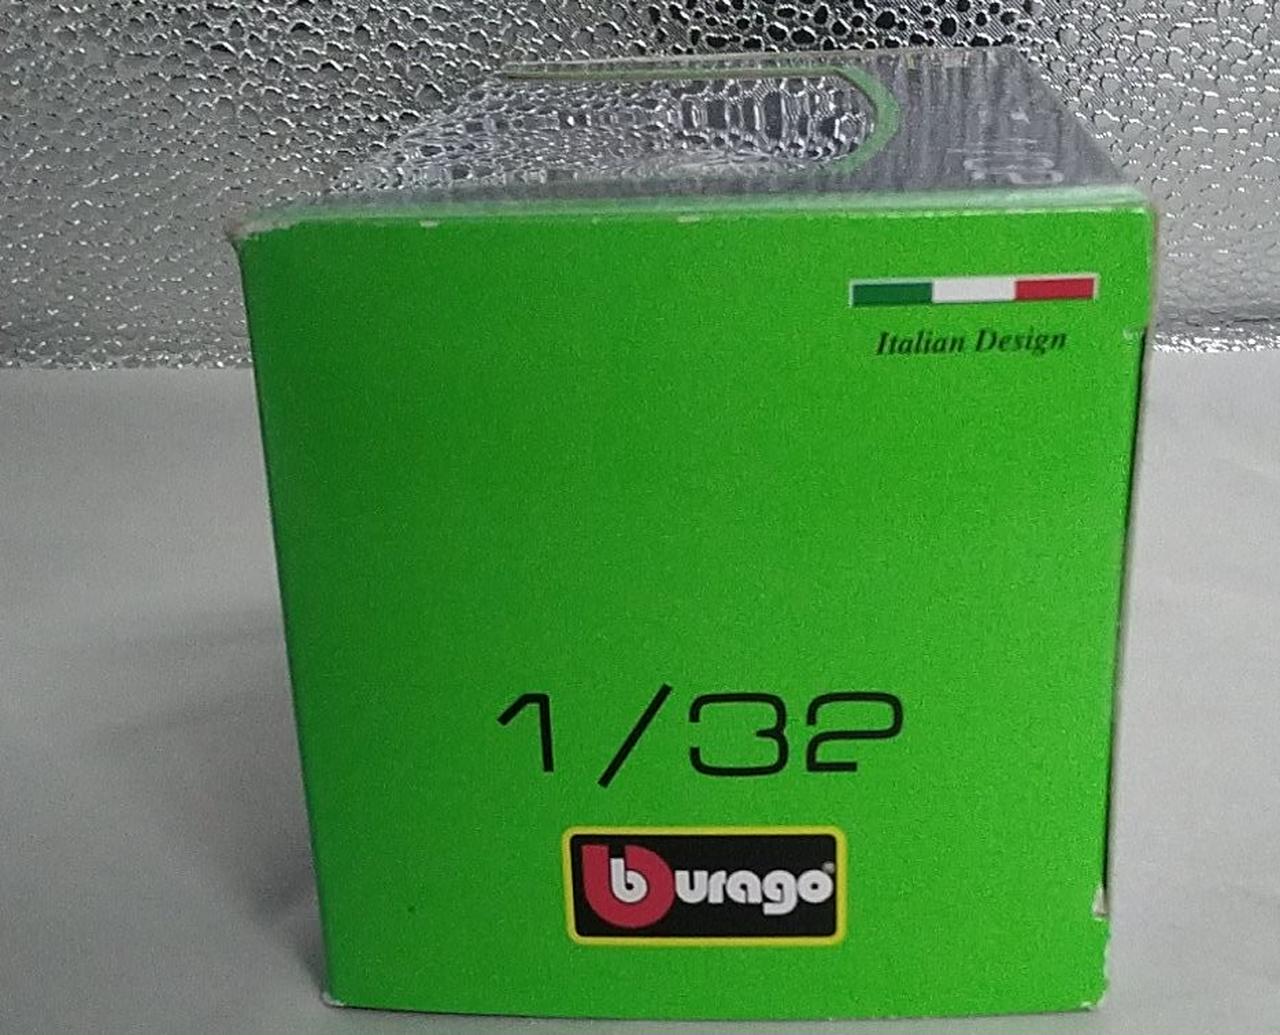 Italian Design
1/32
burago